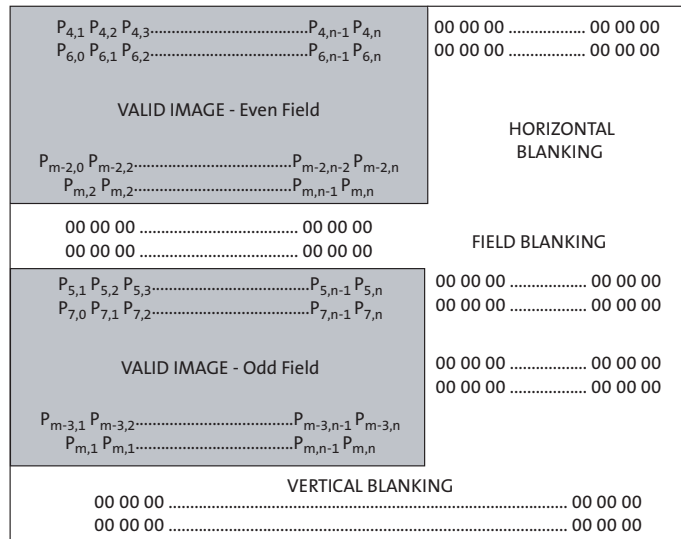 P4,1 P4,2 P4,3..............................P4,n-1 P4,n 00 00 00 .................. 00 00 00
P6,0 P6,1 P6,2..............................P6,n-1 P6,n 00 00 00 .................. 00 00 00
VALID IMAGE - Even Field
HORIZONTAL
BLANKING
Pm-2,0 Pm-2,2..............................Pm-2,n-2 Pm-2,n
Pm,2 Pm,2..............................Pm,n-1 Pm,n
00 00 00 ..................................... 00 00 00
00 00 00 ..................................... 00 00 00
FIELD BLANKING
P5,1 P5,2 P5,3..............................P5,n-1 P5,n 00 00 00 ................... 00 00 00
P7,0 P7,1 P7,2..............................P7,n-1 P7,n 00 00 00 ................... 00 00 00
VALID IMAGE - Odd Field
00 00 00 ................... 00 00 00
00 00 00 ................... 00 00 00
Pm-3,1 Pm-3,2..............................Pm-3,n-1 Pm-3,n
Pm,1 Pm,1..............................Pm,n-1 Pm,n
VERTICAL BLANKING
00 00 00 ............................................................................................. 00 00 00
00 00 00 ............................................................................................. 00 00 00